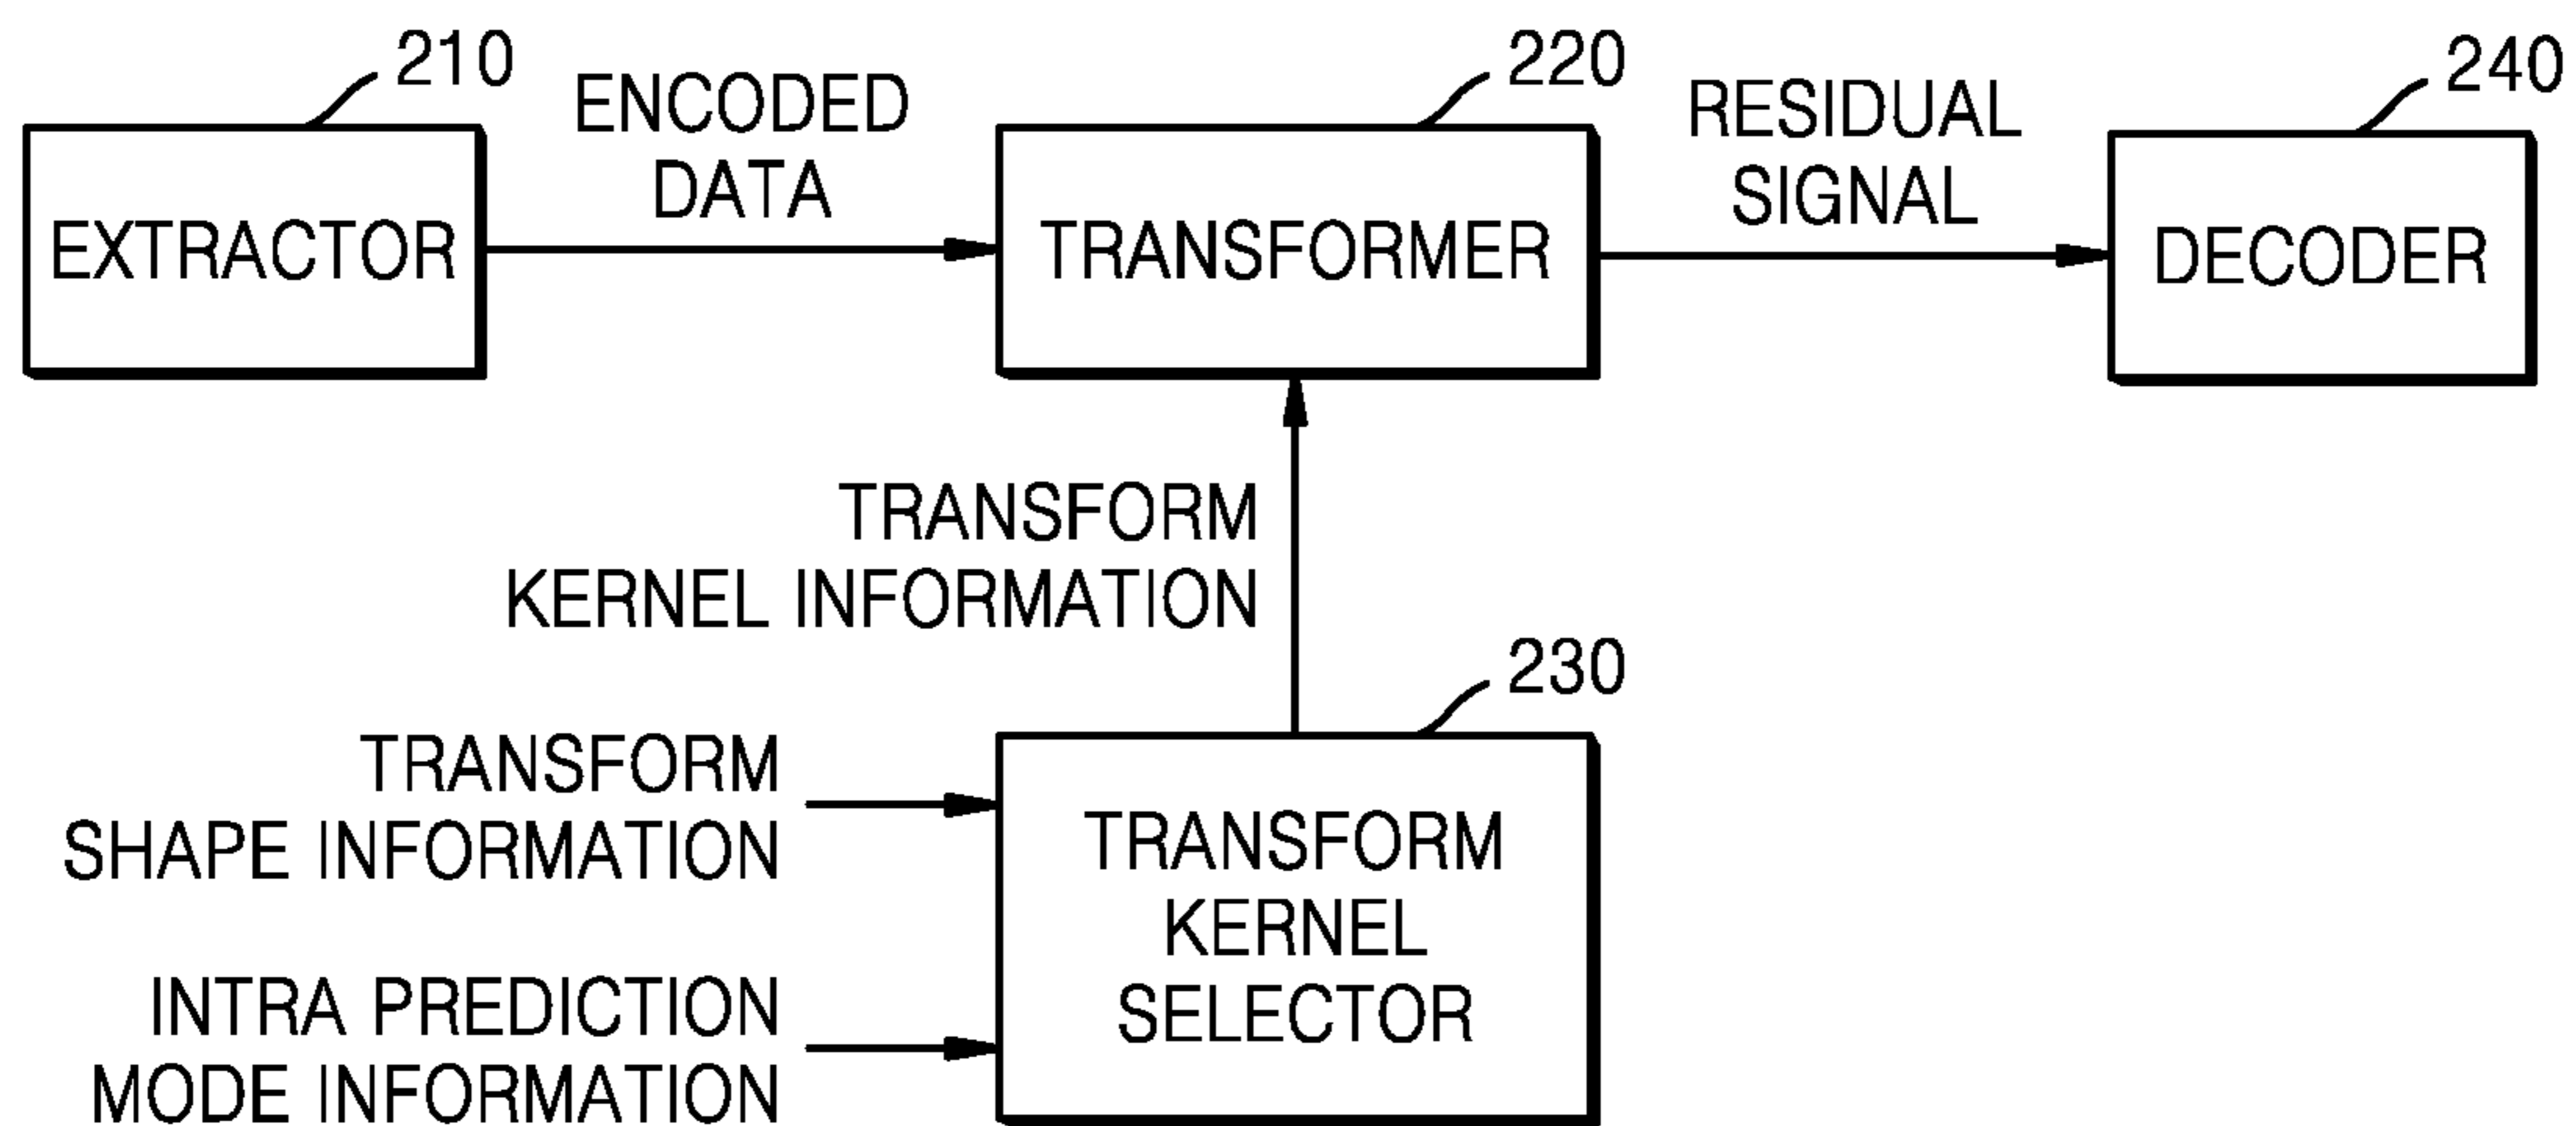 210
220
240
ENCODED
DATA
RESIDUAL
SIGNAL
EXTRACTOR
TRANSFORMER
DECODER
TRANSFORM
KERNEL INFORMATION
230
TRANSFORM
SHAPE INFORMATION
TRANSFORM
KERNEL
SELECTOR
INTRA PREDICTION
MODE INFORMATION